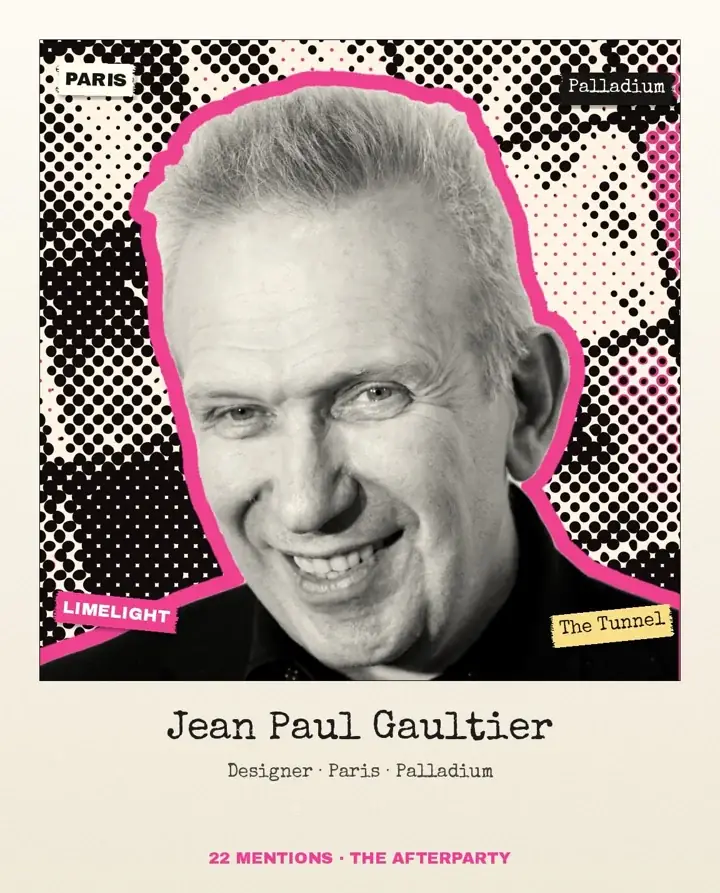 PARIS
Palladium
LIMELIGHT
The Tunnel
Jean Paul Gaultier
Designer · Paris · Palladium
22 MENTIONS · THE AFTERPARTY